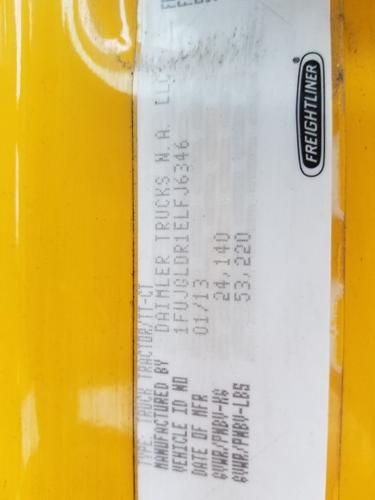 FREIGHTLINER
TYPE: TRUCK TRACTOR/TT-CT
MANUFACTURED BY DAIMLER TRUCKS N.A. LLC
VEHICLE ID NO 1FUJGLDR1ELFJ6346
DATE OF MFR 01/13
GVWR/PNBV-KG 24,140
GVWR/PNBV-LBS 53,220